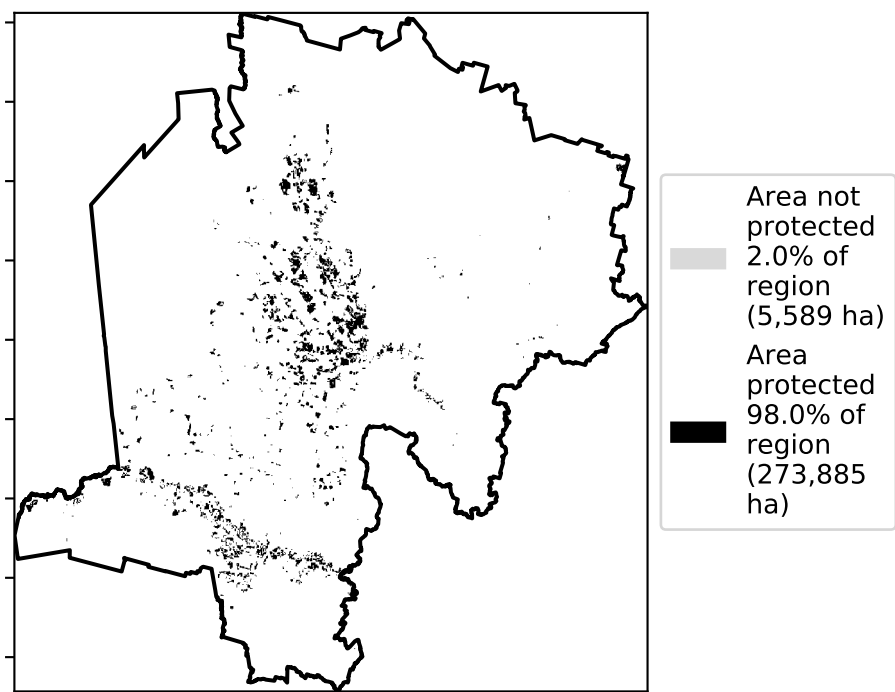 Area not
protected
2.0% of
region
(5,589 ha)
Area
protected
98.0% of
region
(273,885
ha)